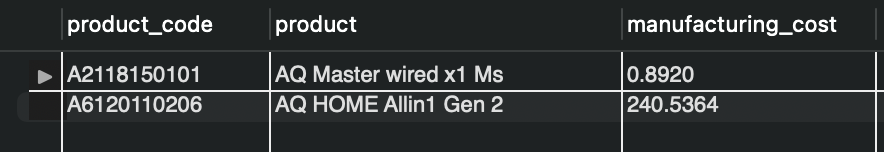 product_code product manufacturing_cost
A2118150101 AQ Master wired x1 Ms 0.8920
A6120110206 AQ HOME Allin1 Gen 2 240.5364